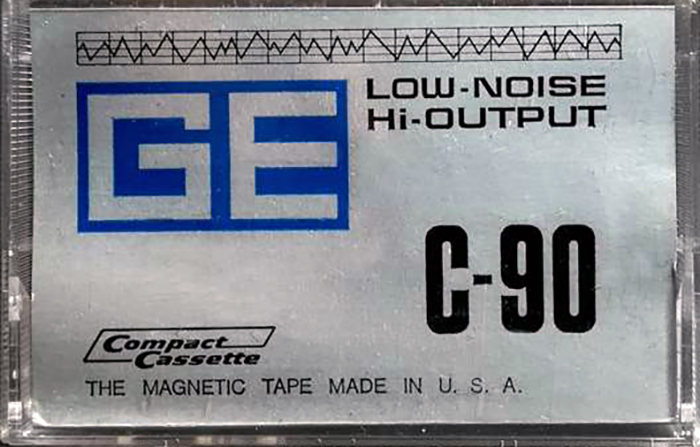 GE
LOW-NOISE
Hi-OUTPUT
C-90
Compact
Cassette
THE MAGNETIC TAPE MADE IN U. S. A.